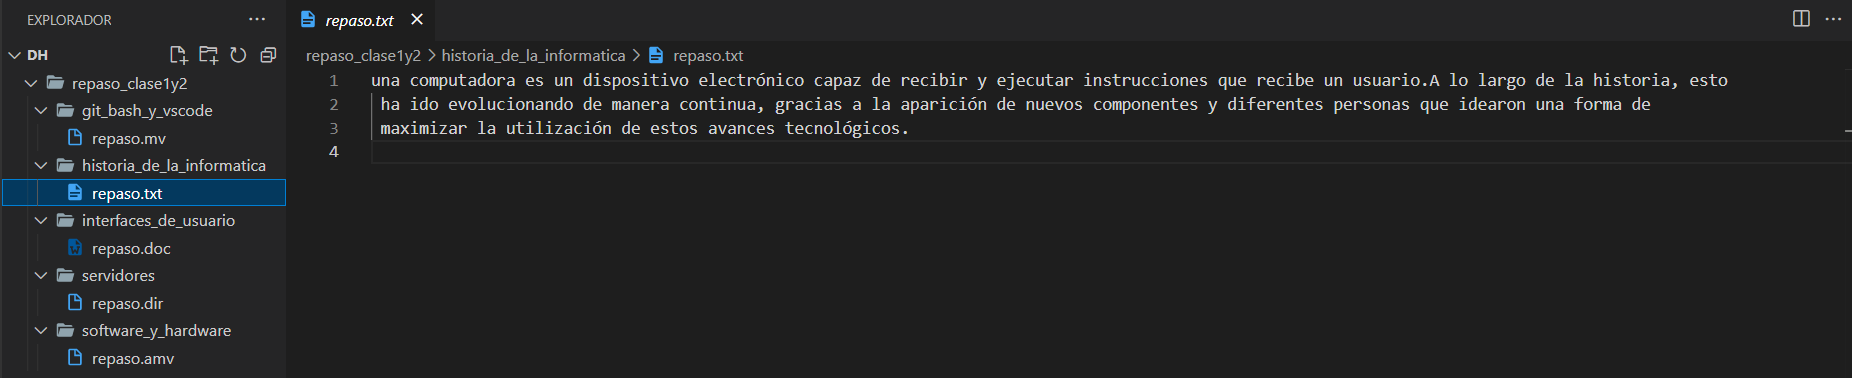 EXPLORADOR
DH
repaso_clase1y2
git_bash_y_vscode
repaso.mv
historia_de_la_informatica
repaso.txt
interfaces_de_usuario
repaso.doc
servidores
repaso.dir
software_y_hardware
repaso.amv
repaso.txt
repaso_clase1y2 > historia_de_la_informatica > repaso.txt
1 una computadora es un dispositivo electrónico capaz de recibir y ejecutar instrucciones que recibe un usuario.A lo largo de la historia, esto
2 ha ido evolucionando de manera continua, gracias a la aparición de nuevos componentes y diferentes personas que idearon una forma de
3 maximizar la utilización de estos avances tecnológicos.
4